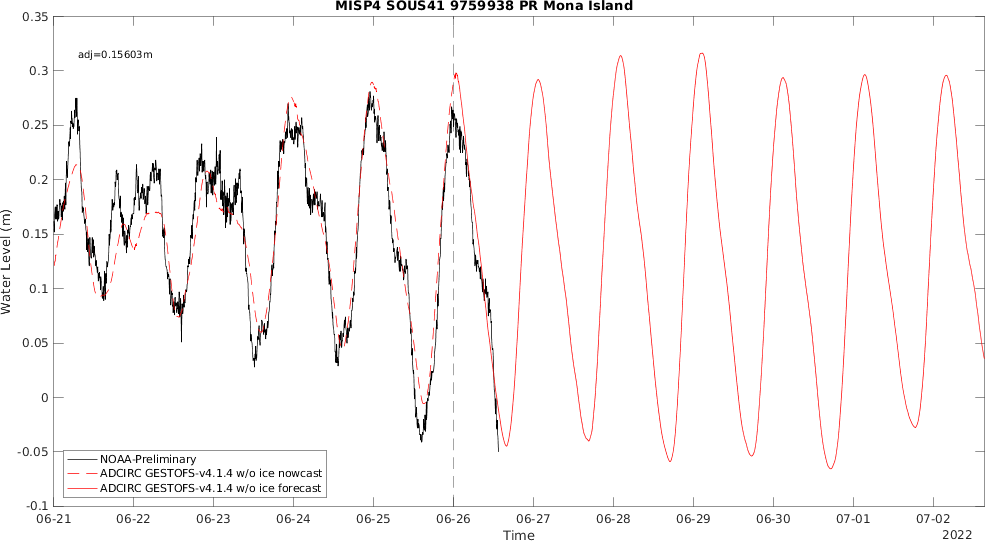 MISP4 SOUS41 9759938 PR Mona Island
adj=0.15603m
Water Level (m)
0.35
0.3
0.25
0.2
0.15
0.1
0.05
0
-0.05
-0.1
NOAA-Preliminary
ADCIRC GESTOFS-v4.1.4 w/o ice nowcast
ADCIRC GESTOFS-v4.1.4 w/o ice forecast
06-21 06-22 06-23 06-24 06-25 06-26 06-27 06-28 06-29 06-30 07-01 07-02
Time
2022